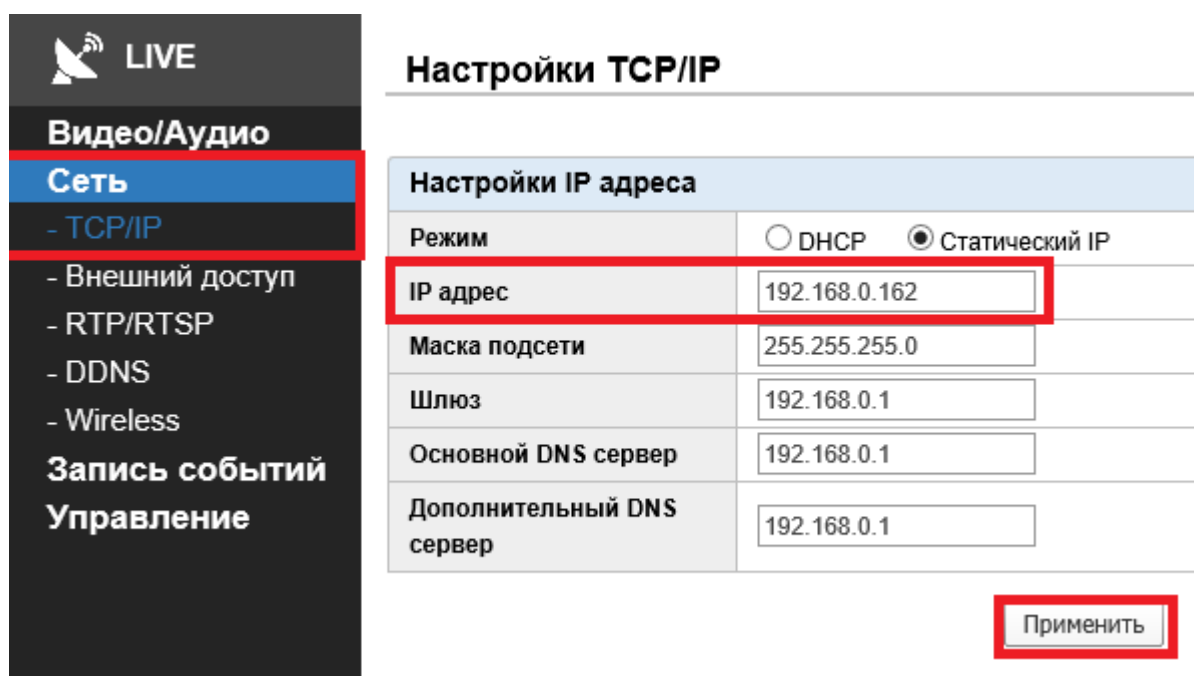 LIVE
Видео/Аудио
Сеть
- TCP/IP
- Внешний доступ
- RTP/RTSP
- DDNS
- Wireless
Запись событий
Управление
Настройки TCP/IP
Настройки IP адреса
Режим DHCP Статический IP
IP адрес 192.168.0.162
Маска подсети 255.255.255.0
Шлюз 192.168.0.1
Основной DNS сервер 192.168.0.1
Дополнительный DNS
сервер 192.168.0.1
Применить